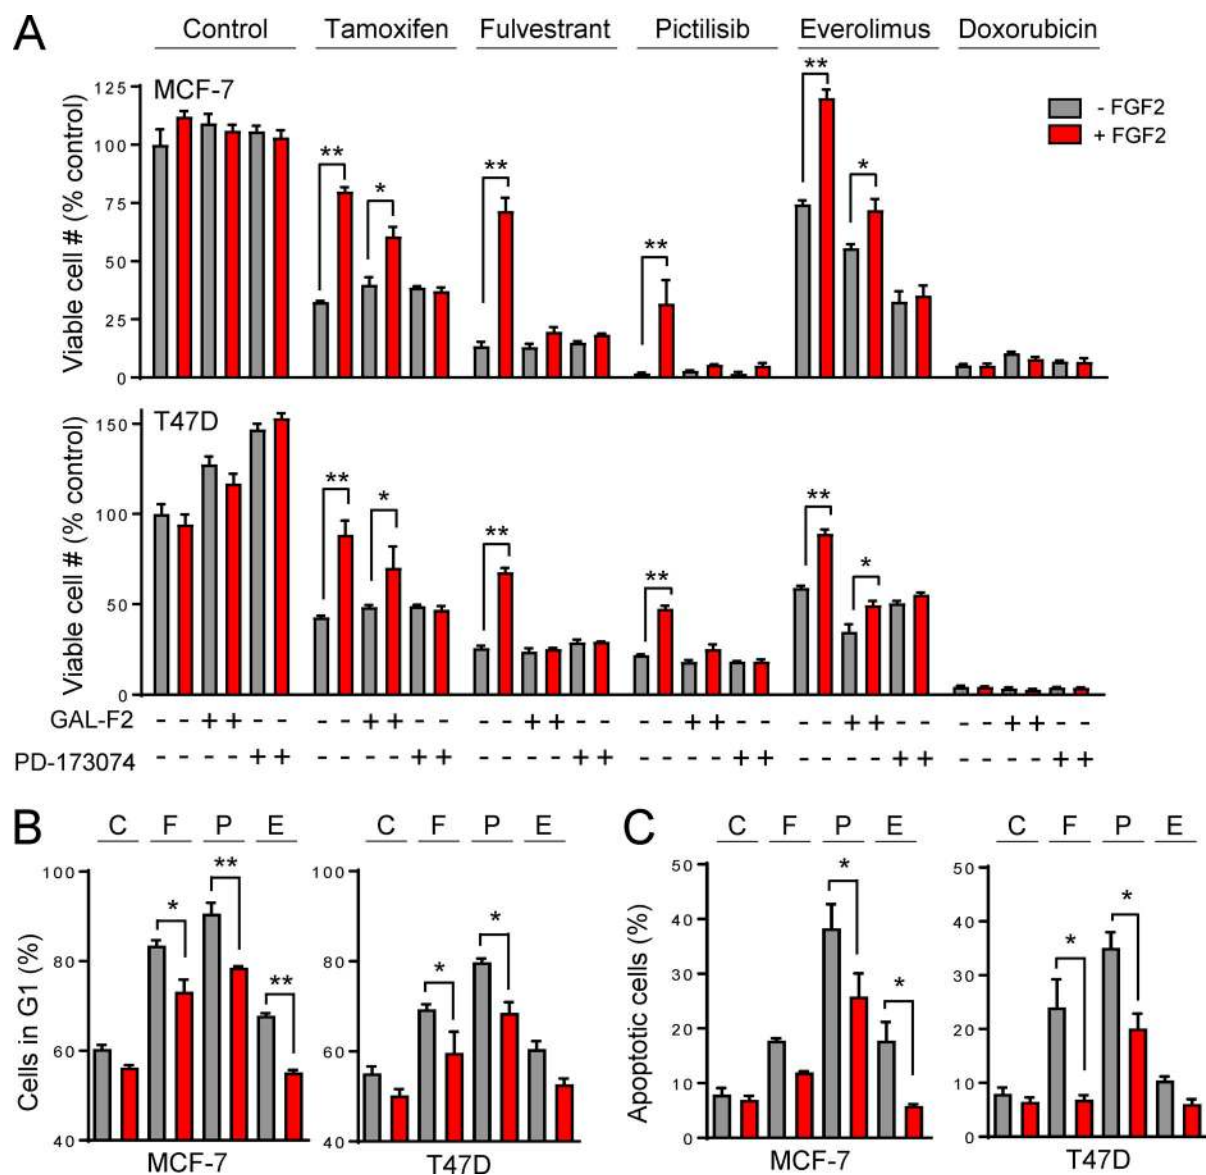 A
Control Tamoxifen Fulvestrant Pictilisib Everolimus Doxorubicin
MCF-7
- FGF2
+ FGF2
Viable cell # (% control)
125
100
75
50
25
0
** * ** ** ** *
T47D
Viable cell # (% control)
150
100
50
0
** * ** ** ** *
GAL-F2 - - + + - - - - + + - - - - + + - - - - + + - - - - + + - - - - + + - -
PD-173074 - - - - + + - - - - + + - - - - + + - - - - + + - - - - + + - - - - + +
B
C F P E
Cells in G1 (%)
100
80
60
40
* ** **
MCF-7
C F P E
100
80
60
40
* *
T47D
C
C F P E
Apoptotic cells (%)
50
40
30
20
10
0
* *
MCF-7
C F P E
50
40
30
20
10
0
* *
T47D